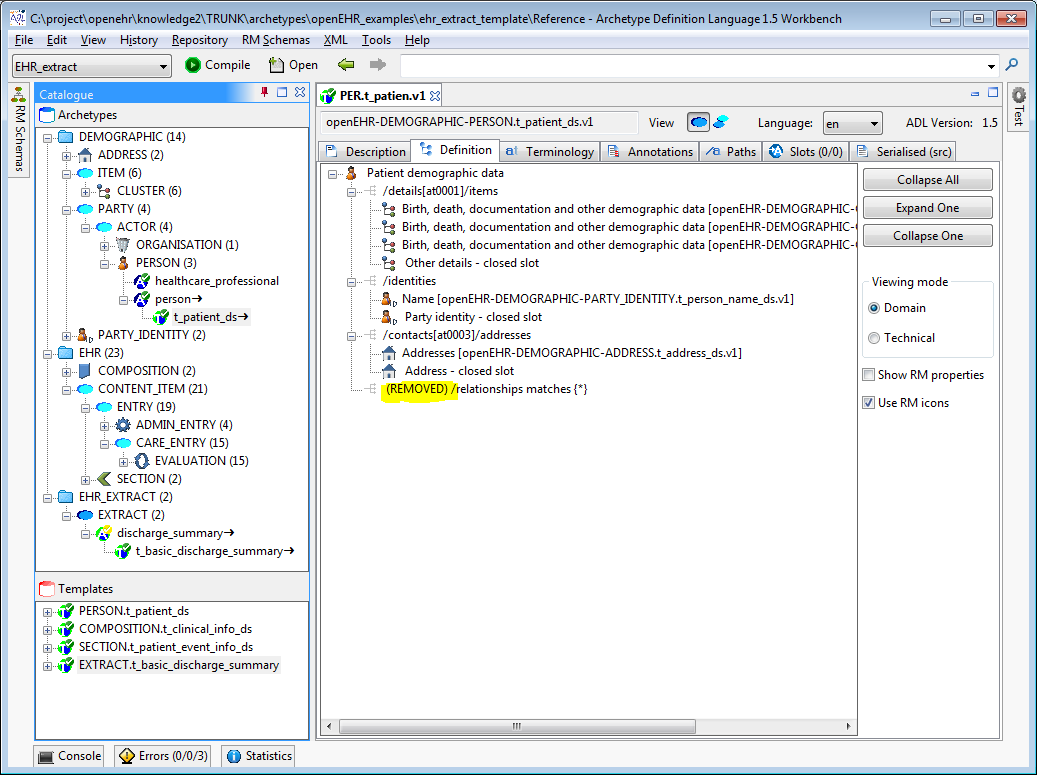 C:\project\openehr\knowledge2\TRUNK\archetypes\openEHR_examples\ehr_extract_template\Reference - Archetype Definition Language 1.5 Workbench
File Edit View History Repository RM Schemas XML Tools Help
EHR_extract Compile Open
RM Schemas
Catalogue
Archetypes
DEMOGRAPHIC (14)
ADDRESS (2)
ITEM (6)
CLUSTER (6)
PARTY (4)
ACTOR (4)
ORGANISATION (1)
PERSON (3)
healthcare_professional
person→
t_patient_ds→
PARTY_IDENTITY (2)
EHR (23)
COMPOSITION (2)
CONTENT_ITEM (21)
ENTRY (19)
ADMIN_ENTRY (4)
CARE_ENTRY (15)
EVALUATION (15)
SECTION (2)
EHR_EXTRACT (2)
EXTRACT (2)
discharge_summary→
t_basic_discharge_summary→
Templates
PERSON.t_patient_ds
COMPOSITION.t_clinical_info_ds
SECTION.t_patient_event_info_ds
EXTRACT.t_basic_discharge_summary
PER.t_patien.v1
openEHR-DEMOGRAPHIC-PERSON.t_patient_ds.v1 View Language: en ADL Version: 1.5
Description Definition Terminology Annotations Paths Slots (0/0) Serialised (src)
Patient demographic data
/details[at0001]/items
Birth, death, documentation and other demographic data [openEHR-DEMOGRAPHIC-
Birth, death, documentation and other demographic data [openEHR-DEMOGRAPHIC-
Birth, death, documentation and other demographic data [openEHR-DEMOGRAPHIC-
Other details - closed slot
/identities
Name [openEHR-DEMOGRAPHIC-PARTY_IDENTITY.t_person_name_ds.v1]
Party identity - closed slot
/contacts[at0003]/addresses
Addresses [openEHR-DEMOGRAPHIC-ADDRESS.t_address_ds.v1]
Address - closed slot
(REMOVED) /relationships matches {*}
Collapse All
Expand One
Collapse One
Viewing mode
Domain
Technical
Show RM properties
Use RM icons
Test
Console Errors (0/0/3) Statistics